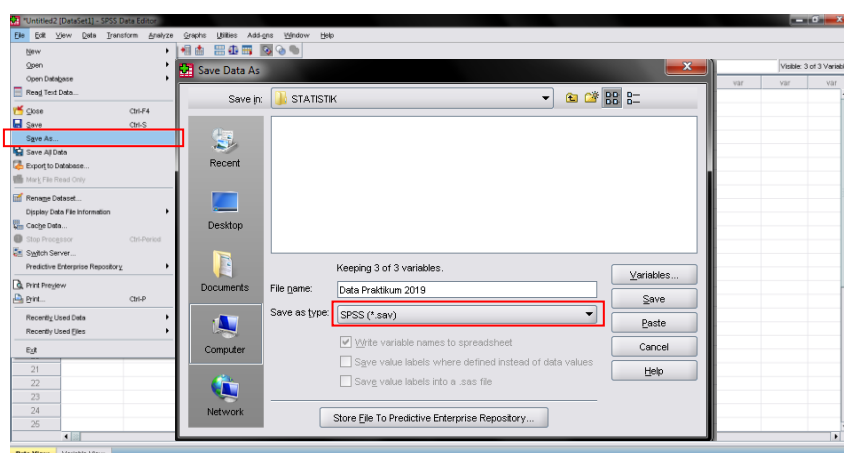 *Untitled2 [DataSet1] - SPSS Data Editor
File Edit View Data Transform Analyze Graphs Utilities Add-ons Window Help
New
Open
Open Database
Read Text Data...
Close Ctrl-F4
Save Ctrl-S
Save As...
Save All Data
Export to Database...
Mark File Read Only
Rename Dataset...
Display Data File Information
Cache Data...
Stop Processor Ctrl-Period
Switch Server...
Predictive Enterprise Repository
Print Preview
Print... Ctrl-P
Recently Used Data
Recently Used Files
Exit
21
22
23
24
25
Visible: 3 of 3 Variabl
var var var
Save Data As
Save in: STATISTIK
Recent
Desktop
Documents
Computer
Network
Keeping 3 of 3 variables.
Variables...
File name: Data Praktikum 2019
Save
Save as type: SPSS (*.sav)
Paste
Write variable names to spreadsheet
Cancel
Save value labels where defined instead of data values
Help
Save value labels into a .sas file
Store File To Predictive Enterprise Repository...